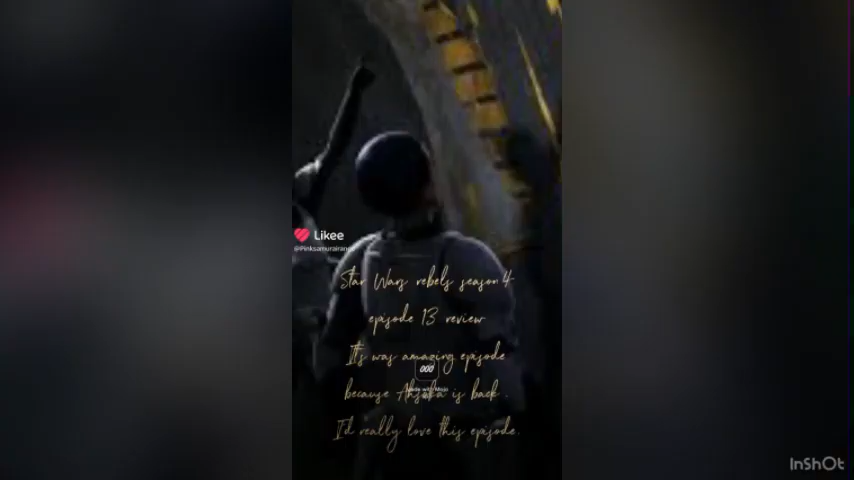 Likee
Star Wars rebels season 4
episode 13 review
It's was amazing episode
because Ahsoka is back .
I'd really love this episode.
InShOt